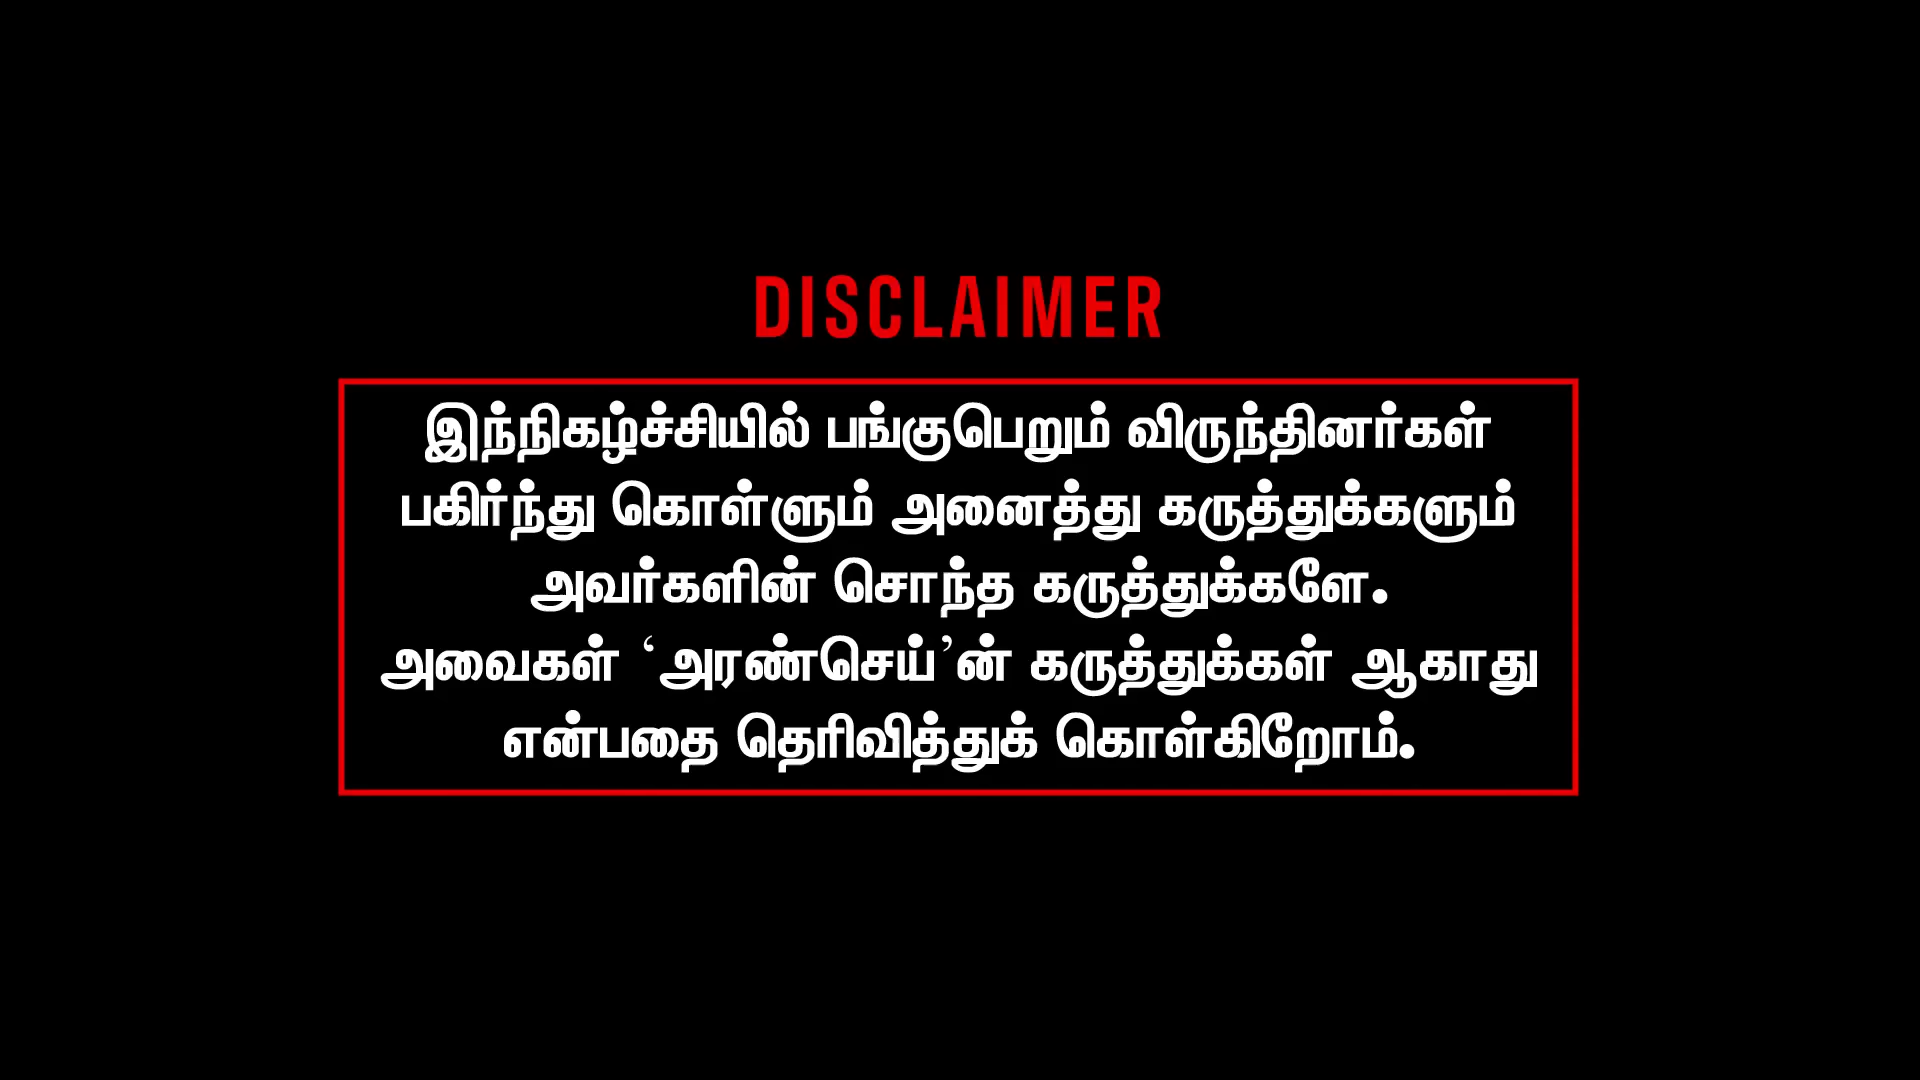 DISCLAIMER
இந்நிகழ்ச்சியில் பங்குபெறும் விருந்தினர்கள்
பகிர்ந்து கொள்ளும் அனைத்து கருத்துக்களும்
அவர்களின் சொந்த கருத்துக்களே.
அவைகள் ‘அரண்செய்’ன் கருத்துக்கள் ஆகாது
என்பதை தெரிவித்துக் கொள்கிறோம்.